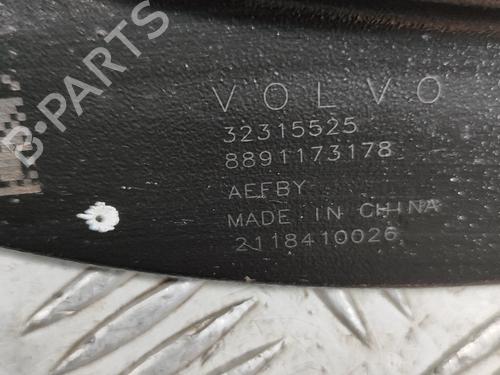 B-PARTS
VOLVO
32315525
8891173178
AEFBY
MADE IN CHINA
2118410026